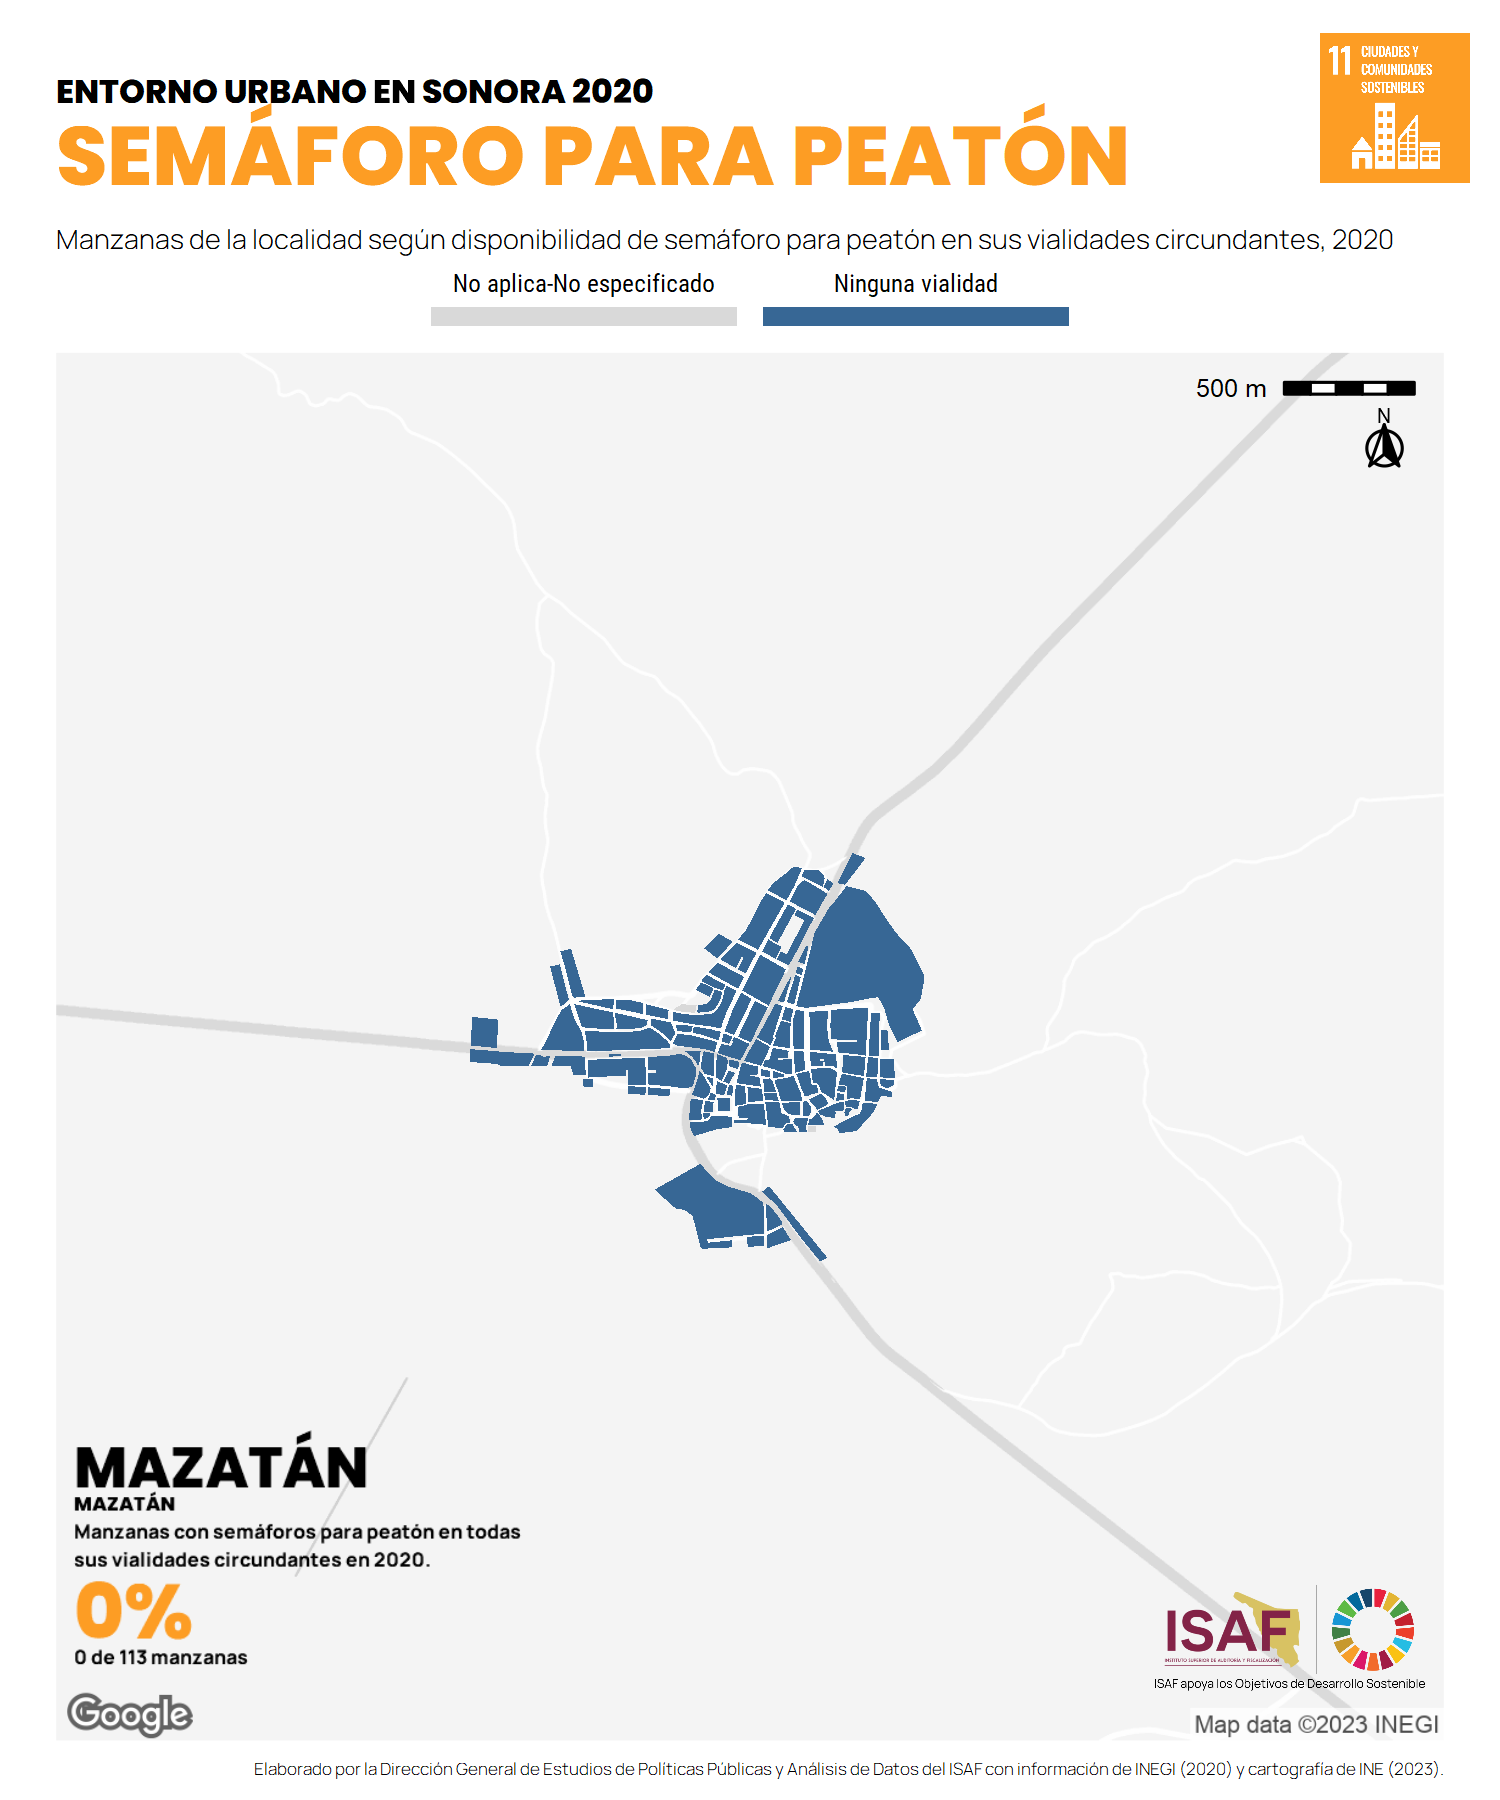 ENTORNO URBANO EN SONORA 2020
SEMÁFORO PARA PEATÓN
11 CIUDADES Y
COMUNIDADES
SOSTENIBLES
Manzanas de la localidad según disponibilidad de semáforo para peatón en sus vialidades circundantes, 2020
No aplica-No especificado
Ninguna vialidad
500 m
N
MAZATÁN
MAZATÁN
Manzanas con semáforos para peatón en todas
sus vialidades circundantes en 2020.
0%
0 de 113 manzanas
Google
ISAF
INSTITUTO SUPERIOR DE AUDITORÍA Y FISCALIZACIÓN
ISAF apoya los Objetivos de Desarrollo Sostenible
Map data ©2023 INEGI
Elaborado por la Dirección General de Estudios de Políticas Públicas y Análisis de Datos del ISAF con información de INEGI (2020) y cartografía de INE (2023).